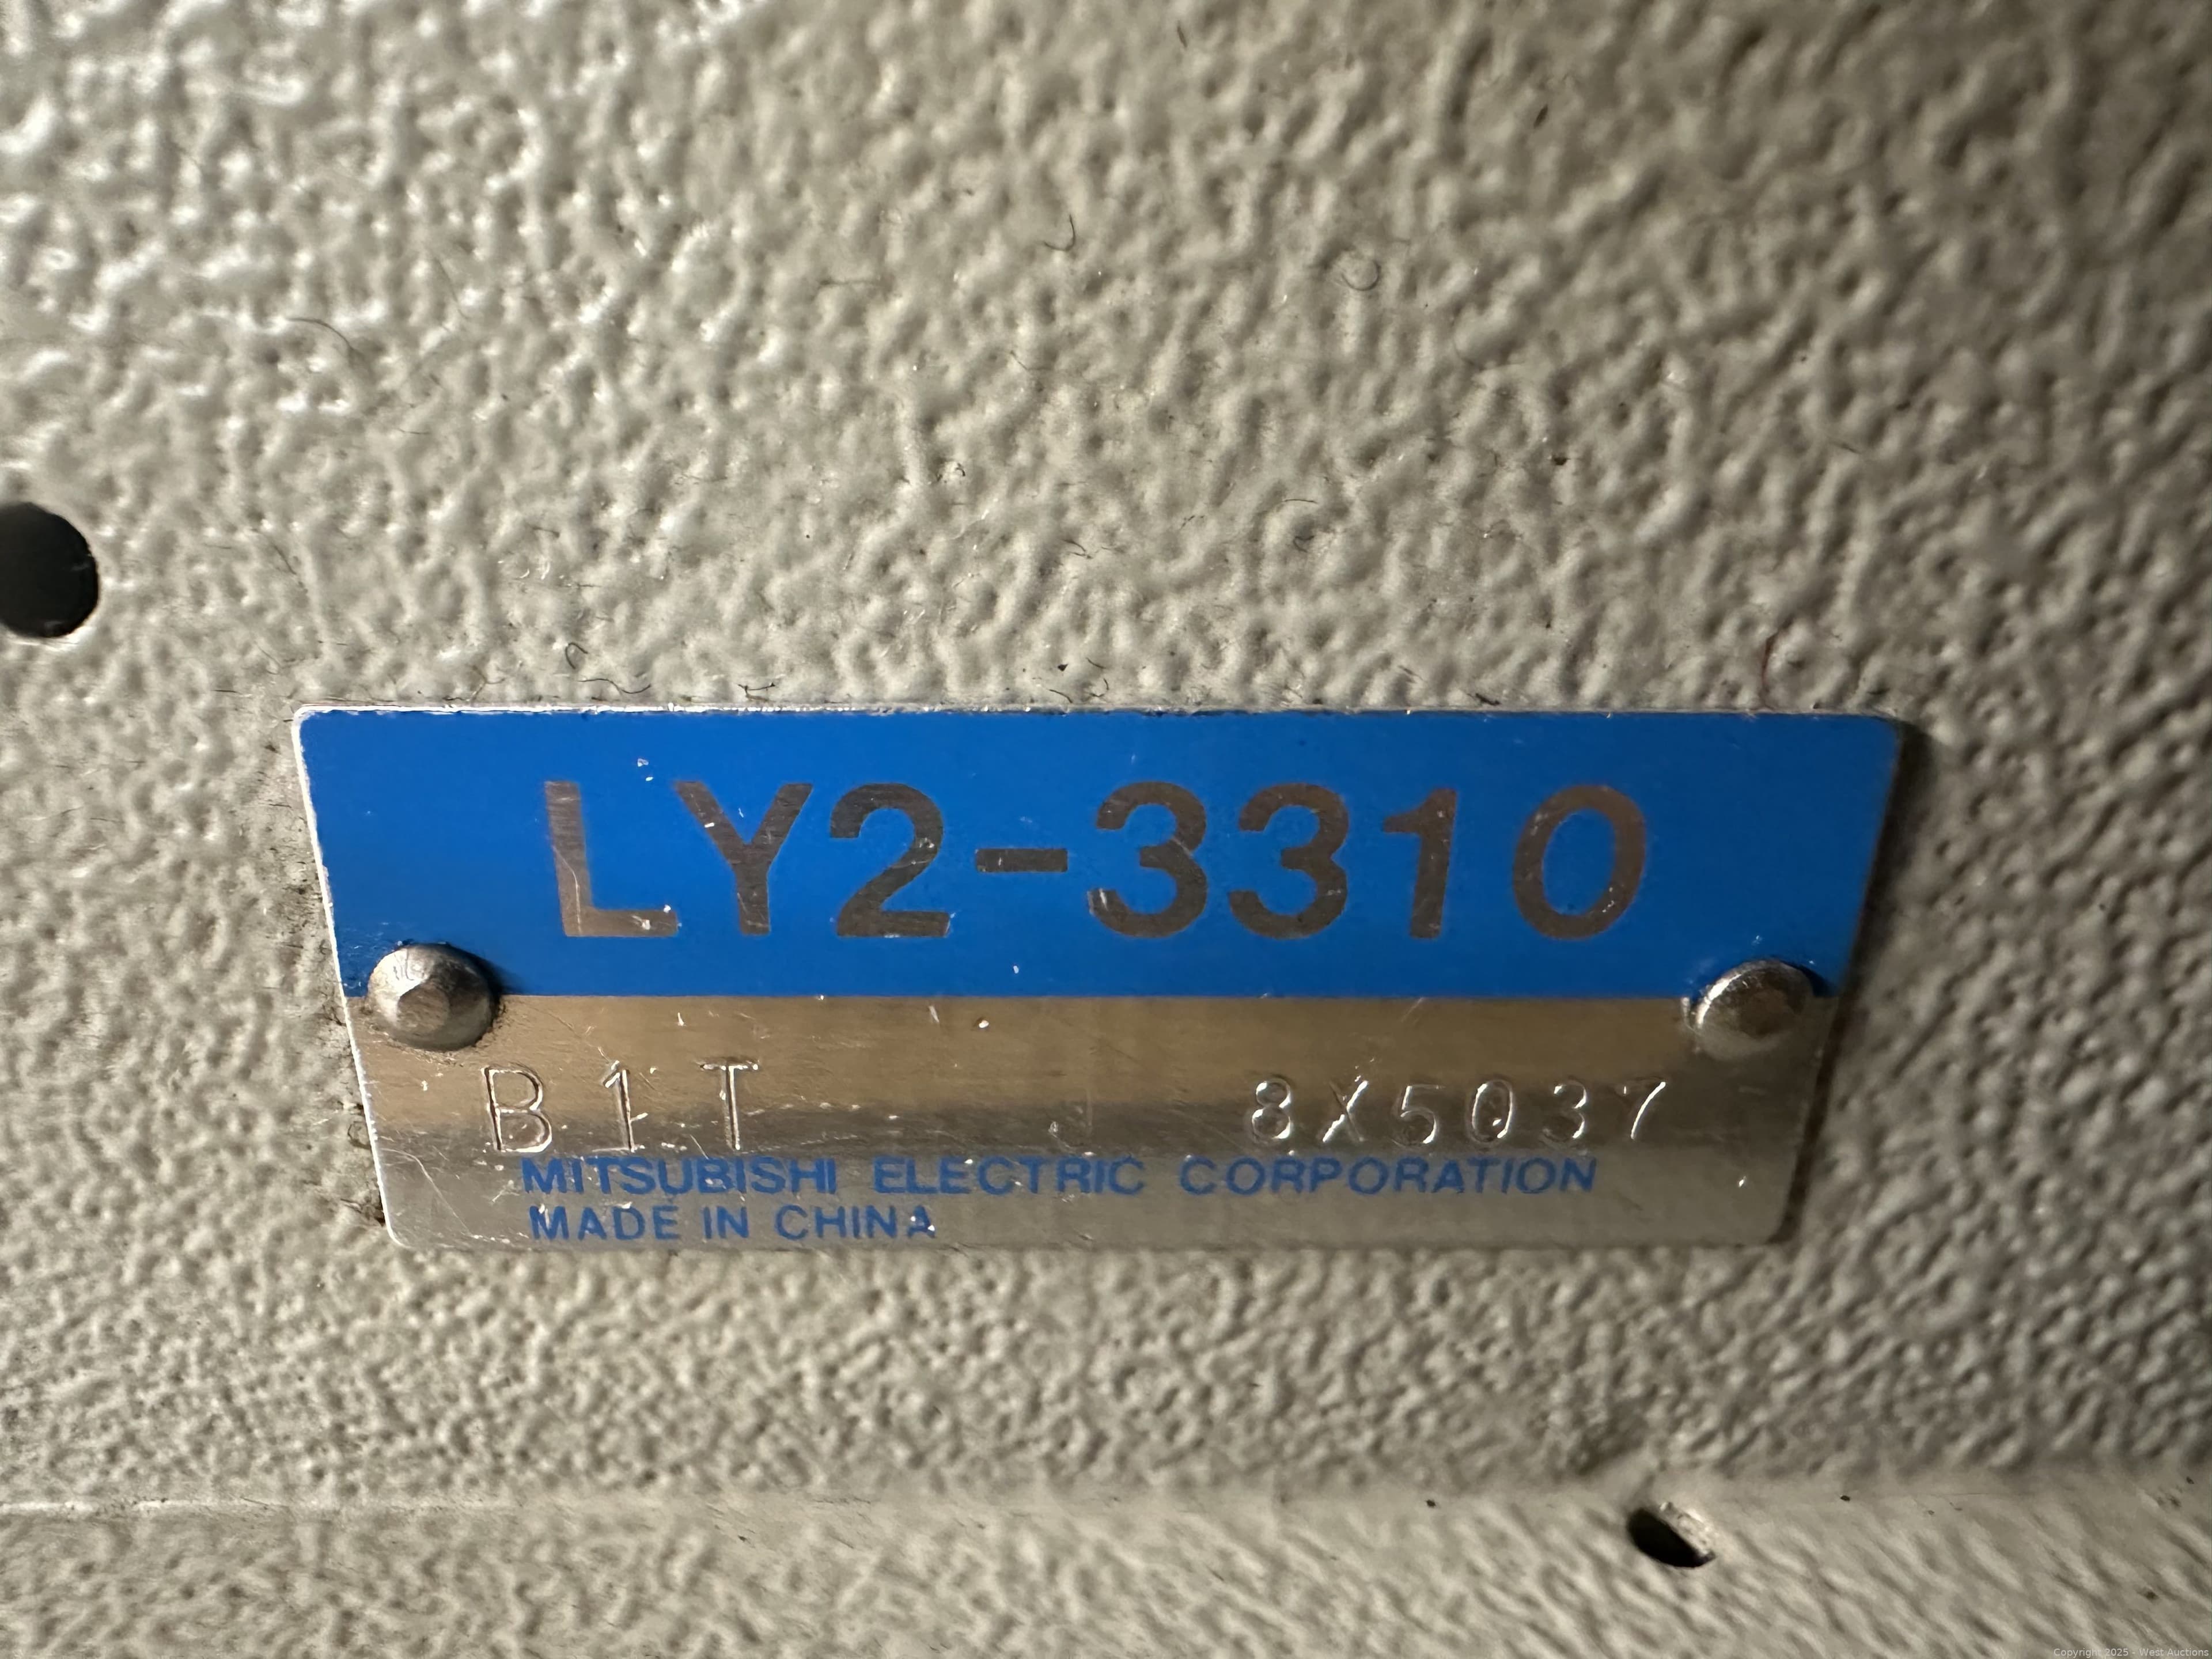 LY2-3310
B1T J 8X5037
MITSUBISHI ELECTRIC CORPORATION
MADE IN CHINA
Copyright 2025 - West Auctions